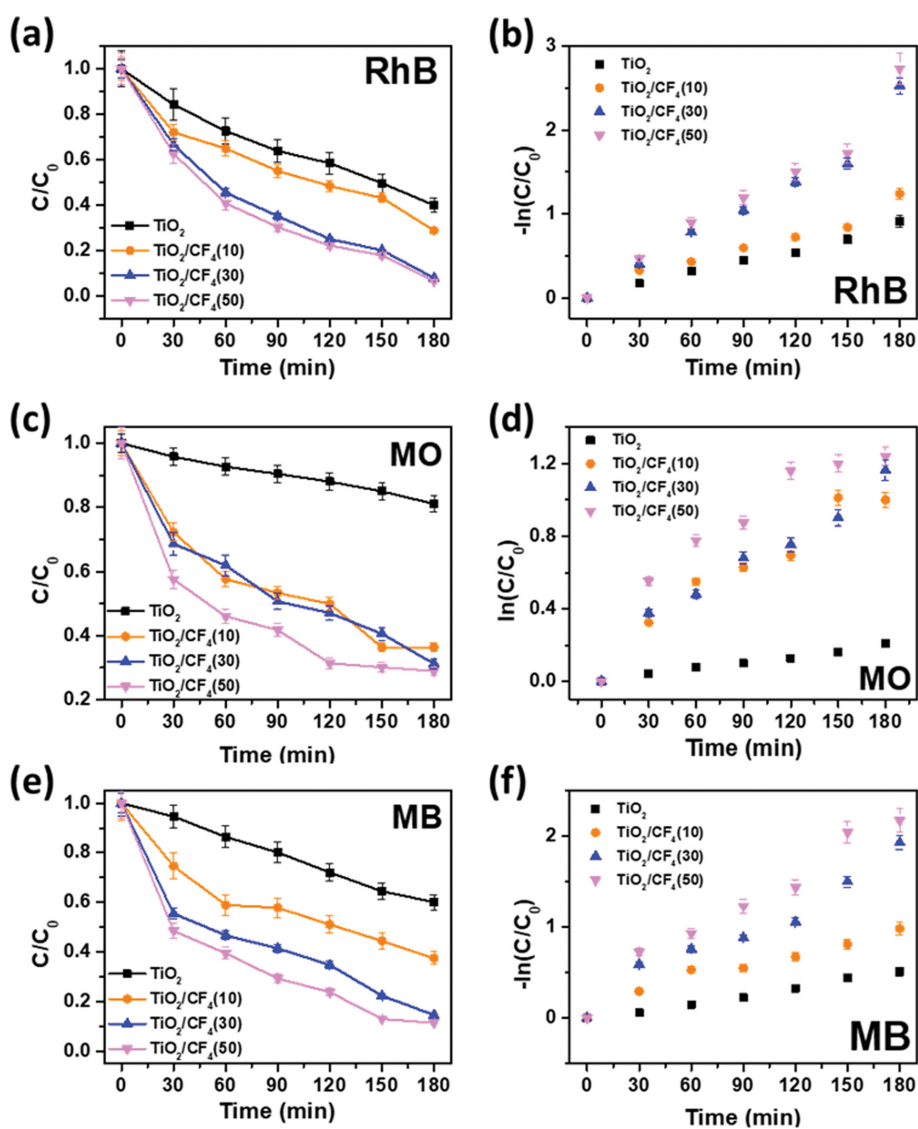 (a)
RhB
1.0
0.8
0.6
0.4
0.2
0.0
C/C0
TiO2
TiO2/CF4(10)
TiO2/CF4(30)
TiO2/CF4(50)
0 30 60 90 120 150 180
Time (min)
(b)
-3
2
1
0
-ln(C/C0)
TiO2
TiO2/CF4(10)
TiO2/CF4(30)
TiO2/CF4(50)
RhB
0 30 60 90 120 150 180
Time (min)
(c)
MO
1.0
0.8
0.6
0.4
0.2
C/C0
TiO2
TiO2/CF4(10)
TiO2/CF4(30)
TiO2/CF4(50)
0 30 60 90 120 150 180
Time (min)
(d)
1.2
0.8
0.4
0.0
ln(C/C0)
TiO2
TiO2/CF4(10)
TiO2/CF4(30)
TiO2/CF4(50)
MO
0 30 60 90 120 150 180
Time (min)
(e)
MB
1.0
0.8
0.6
0.4
0.2
0.0
C/C0
TiO2
TiO2/CF4(10)
TiO2/CF4(30)
TiO2/CF4(50)
0 30 60 90 120 150 180
Time (min)
(f)
2
1
0
-ln(C/C0)
TiO2
TiO2/CF4(10)
TiO2/CF4(30)
TiO2/CF4(50)
MB
0 30 60 90 120 150 180
Time (min)